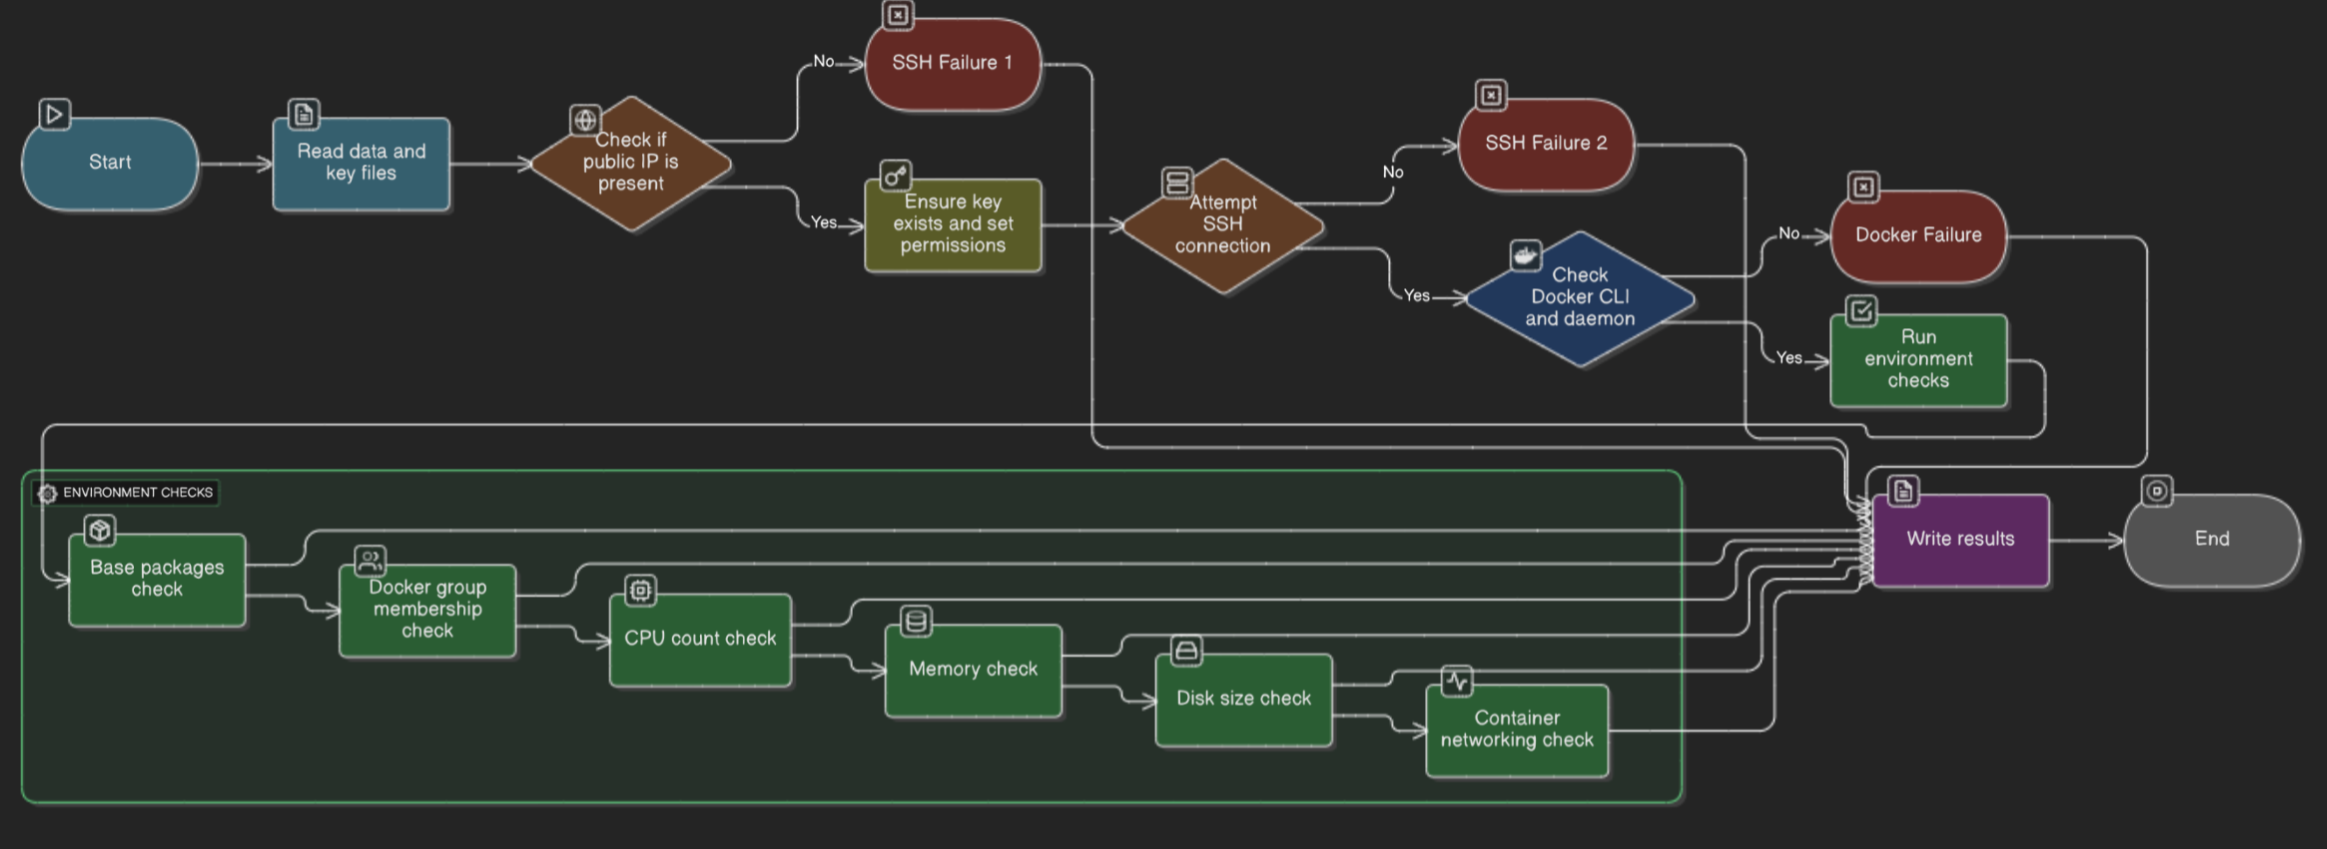 Start
Read data and
key files
Check if
public IP is
present
No
SSH Failure 1
Yes
Ensure key
exists and set
permissions
Attempt
SSH
connection
No
SSH Failure 2
Yes
Check
Docker CLI
and daemon
No
Docker Failure
Yes
Run
environment
checks
ENVIRONMENT CHECKS
Base packages
check
Docker group
membership
check
CPU count check
Memory check
Disk size check
Container
networking check
Write results
End